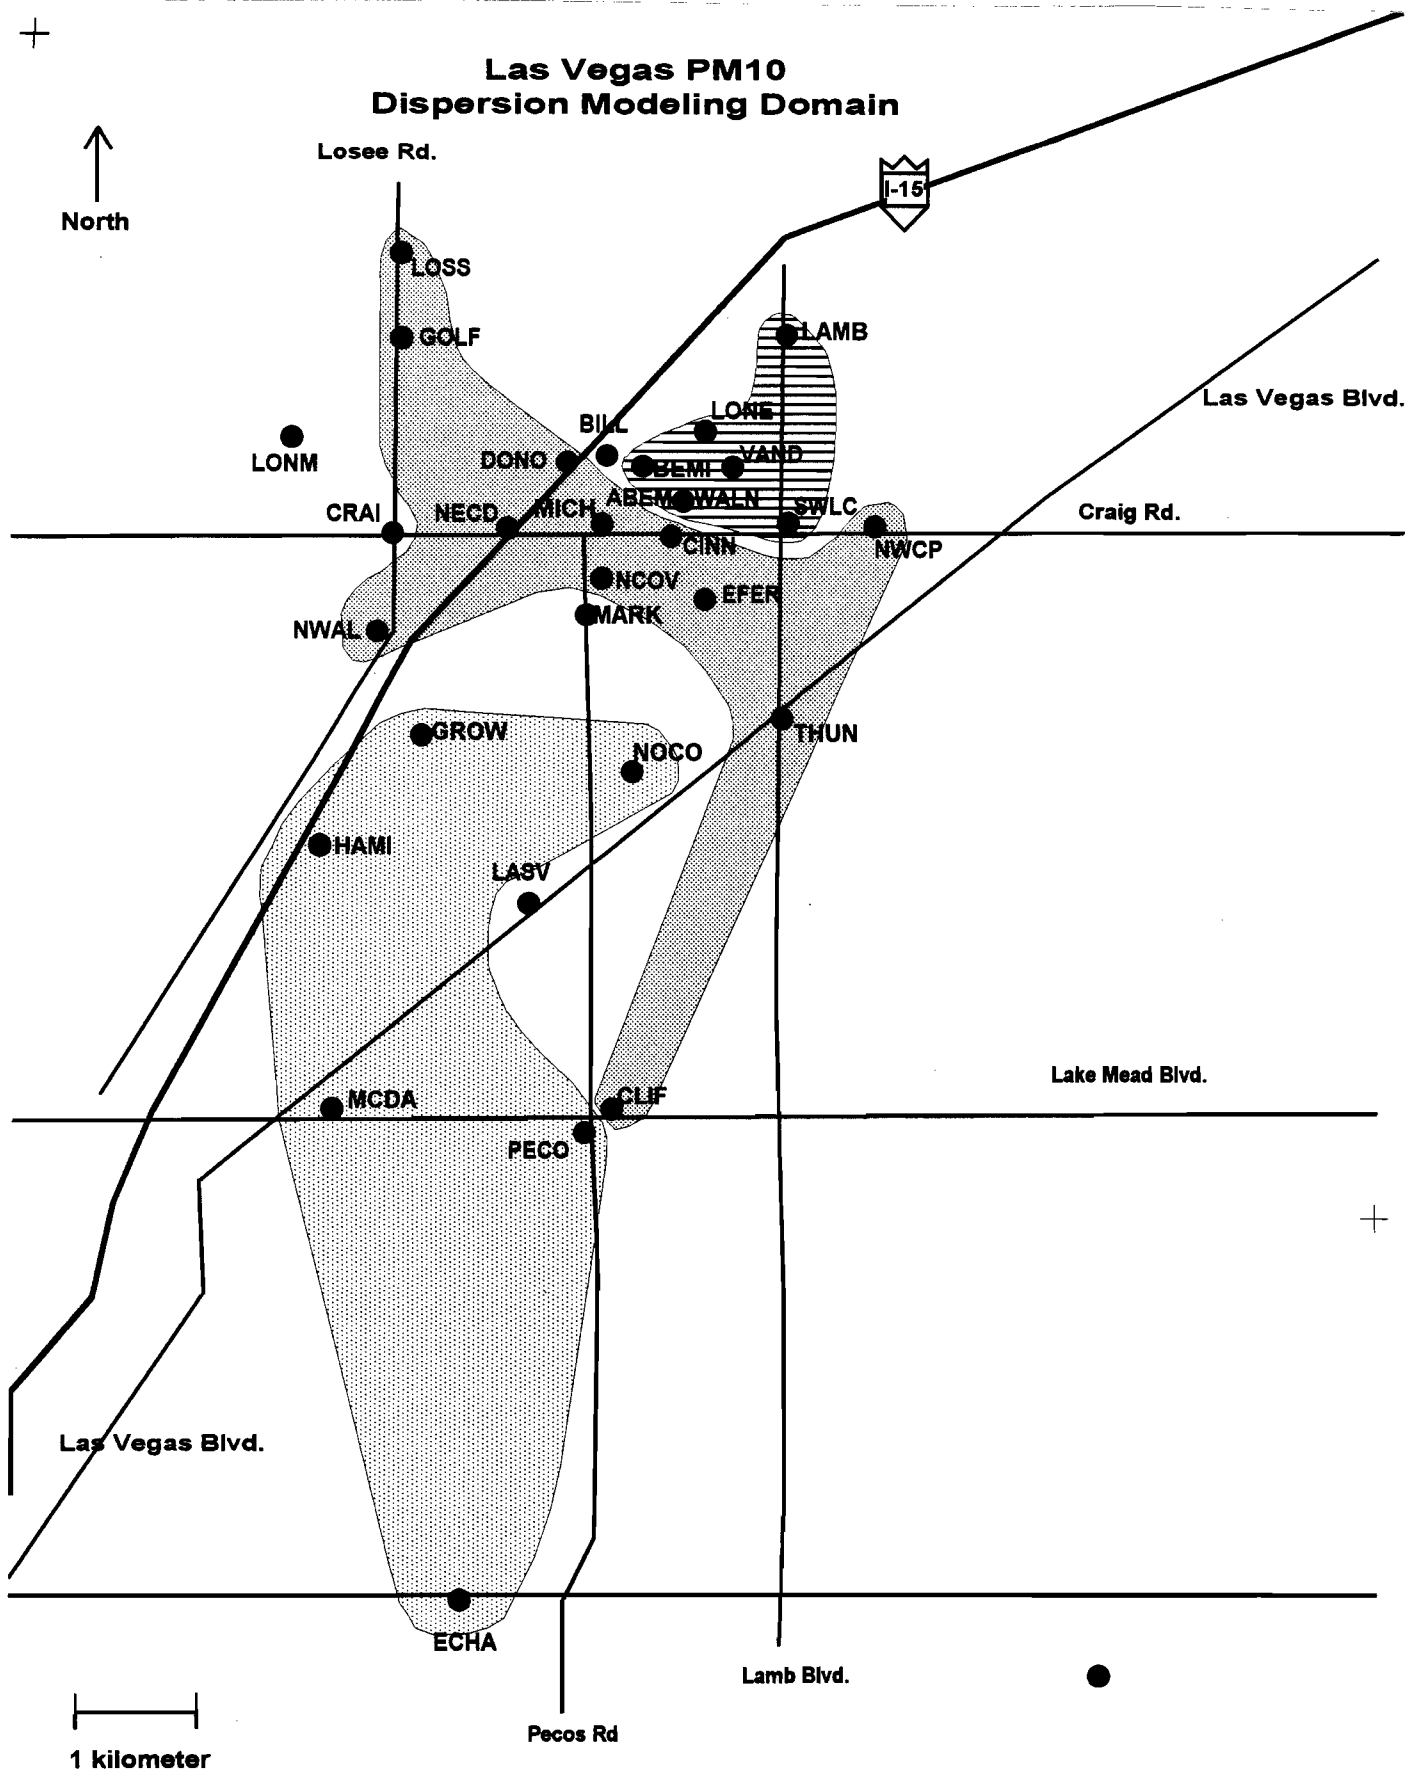 Las Vegas PM10
Dispersion Modeling Domain
Losee Rd.
I-15
North
LOSS
GOLF
LAMB
Las Vegas Blvd.
LONE
BILL
LONM
DONO
BEMI
VAND
ABEM
WALN
CRAI
NECD
MICH
SWLC
Craig Rd.
CINN
NWCP
NCOV
EFER
MARK
NWAL
GROW
THUN
NOCO
HAMI
LASV
Lake Mead Blvd.
MCDA
CLIF
PECO
Las Vegas Blvd.
ECHA
Lamb Blvd.
Pecos Rd
1 kilometer